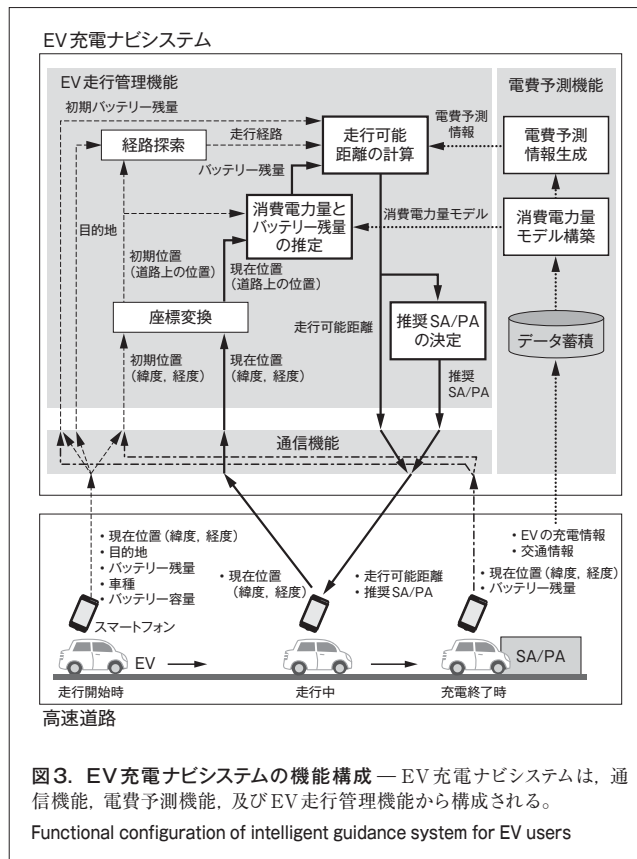 EV充電ナビシステム
EV走行管理機能
電費予測機能
初期バッテリー残量
経路探索
走行経路
バッテリー残量
走行可能
距離の計算
電費予測
情報
電費予測
情報生成
目的地
消費電力量と
バッテリー残量
の推定
消費電力量モデル
消費電力量
モデル構築
初期位置
(道路上の位置)
現在位置
(道路上の位置)
座標変換
走行可能距離
推奨SA/PA
の決定
データ蓄積
初期位置
(緯度, 経度)
現在位置
(緯度, 経度)
推奨
SA/PA
通信機能
・現在位置(緯度, 経度)
・目的地
・バッテリー残量
・車種
・バッテリー容量
スマートフォン
・現在位置
(緯度, 経度)
・走行可能距離
・推奨SA/PA
・EVの充電情報
・交通情報
・現在位置(緯度, 経度)
・バッテリー残量
EV
SA/PA
走行開始時
走行中
充電終了時
高速道路
図3. EV充電ナビシステムの機能構成 — EV充電ナビシステムは, 通
信機能, 電費予測機能, 及びEV走行管理機能から構成される。
Functional configuration of intelligent guidance system for EV users